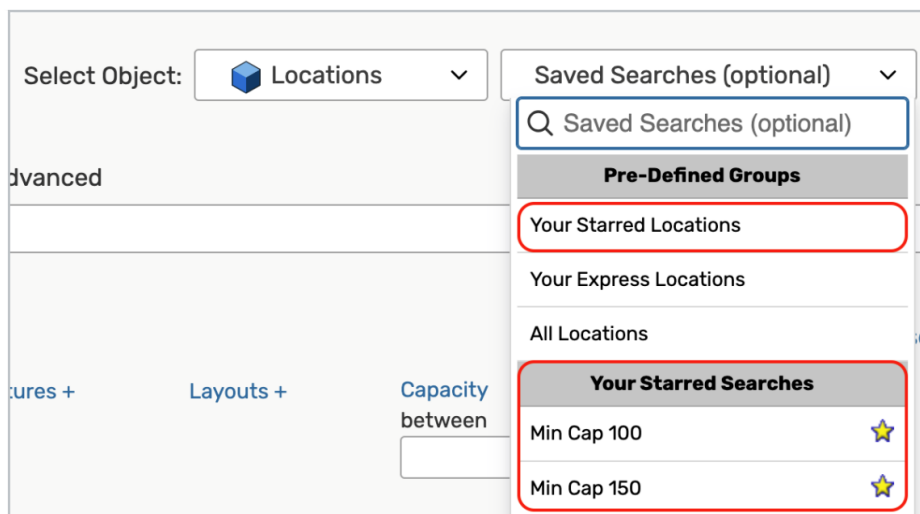 Select Object: Locations Saved Searches (optional)
Saved Searches (optional)
Pre-Defined Groups
Your Starred Locations
Your Express Locations
All Locations
Your Starred Searches
Min Cap 100
Min Cap 150
dvanced
tures +
Layouts +
Capacity
between